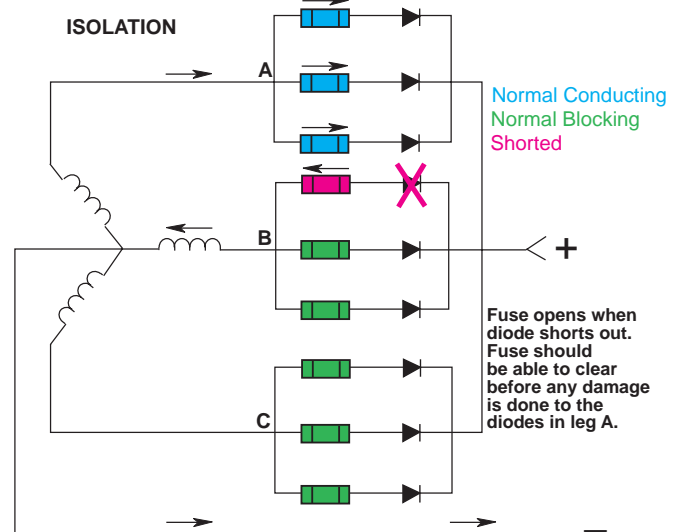 ISOLATION
A
Normal Conducting
Normal Blocking
Shorted
B
+
Fuse opens when
diode shorts out.
Fuse should
be able to clear
before any damage
is done to the
diodes in leg A.
C